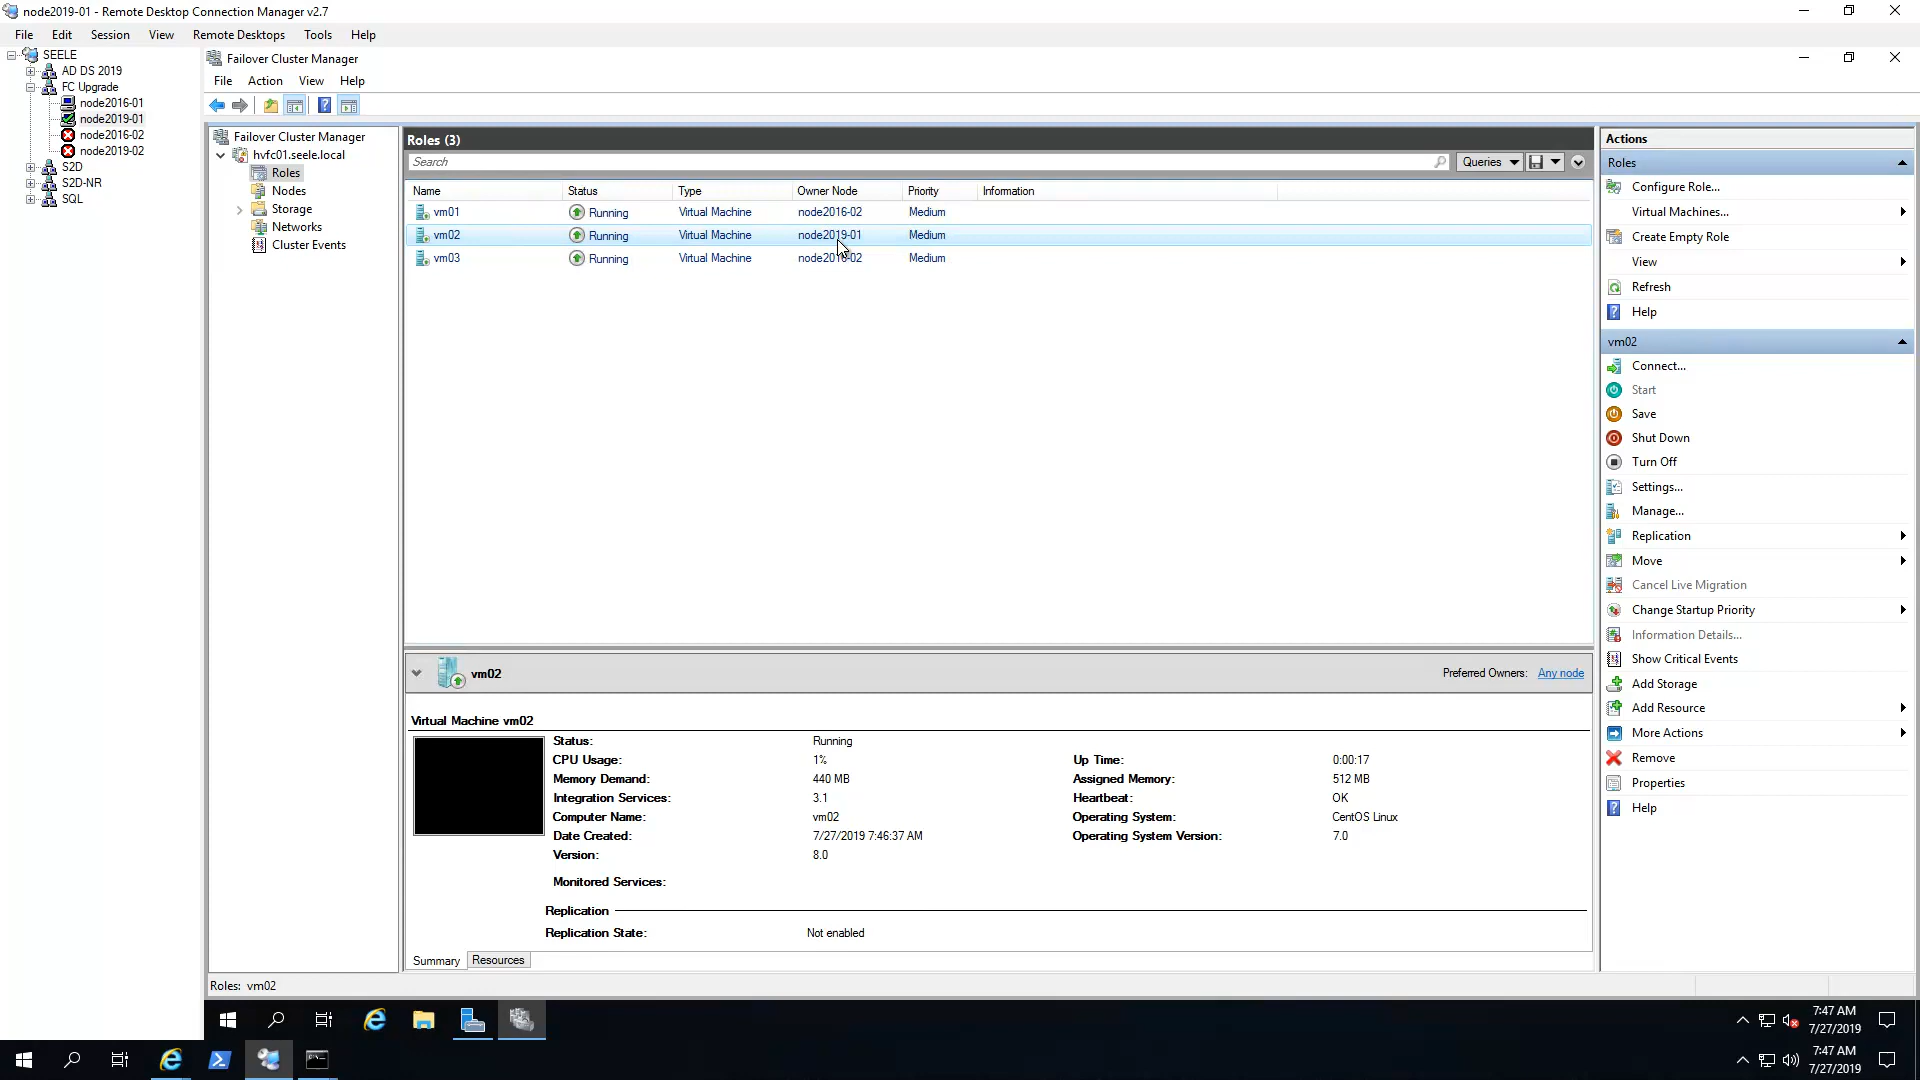 node2019-01 - Remote Desktop Connection Manager v2.7
File Edit Session View Remote Desktops Tools Help
SEELE
AD DS 2019
FC Upgrade
node2016-01
node2019-01
node2016-02
node2019-02
S2D
S2D-NR
SQL
Failover Cluster Manager
File Action View Help
Failover Cluster Manager
hvfc01.seele.local
Roles
Nodes
Storage
Networks
Cluster Events
Roles (3)
Search
Queries
Name Status Type Owner Node Priority Information
vm01 Running Virtual Machine node2016-02 Medium
vm02 Running Virtual Machine node2019-01 Medium
vm03 Running Virtual Machine node2016-02 Medium
vm02
Preferred Owners: Any node
Virtual Machine vm02
Status: Running
CPU Usage: 1% Up Time: 0:00:17
Memory Demand: 440 MB Assigned Memory: 512 MB
Integration Services: 3.1 Heartbeat: OK
Computer Name: vm02 Operating System: CentOS Linux
Date Created: 7/27/2019 7:46:37 AM Operating System Version: 7.0
Version: 8.0
Monitored Services:
Replication
Replication State: Not enabled
Summary Resources
Roles: vm02
Actions
Roles
Configure Role...
Virtual Machines...
Create Empty Role
View
Refresh
Help
vm02
Connect...
Start
Save
Shut Down
Turn Off
Settings...
Manage...
Replication
Move
Cancel Live Migration
Change Startup Priority
Information Details...
Show Critical Events
Add Storage
Add Resource
More Actions
Remove
Properties
Help
7:47 AM
7/27/2019
7:47 AM
7/27/2019